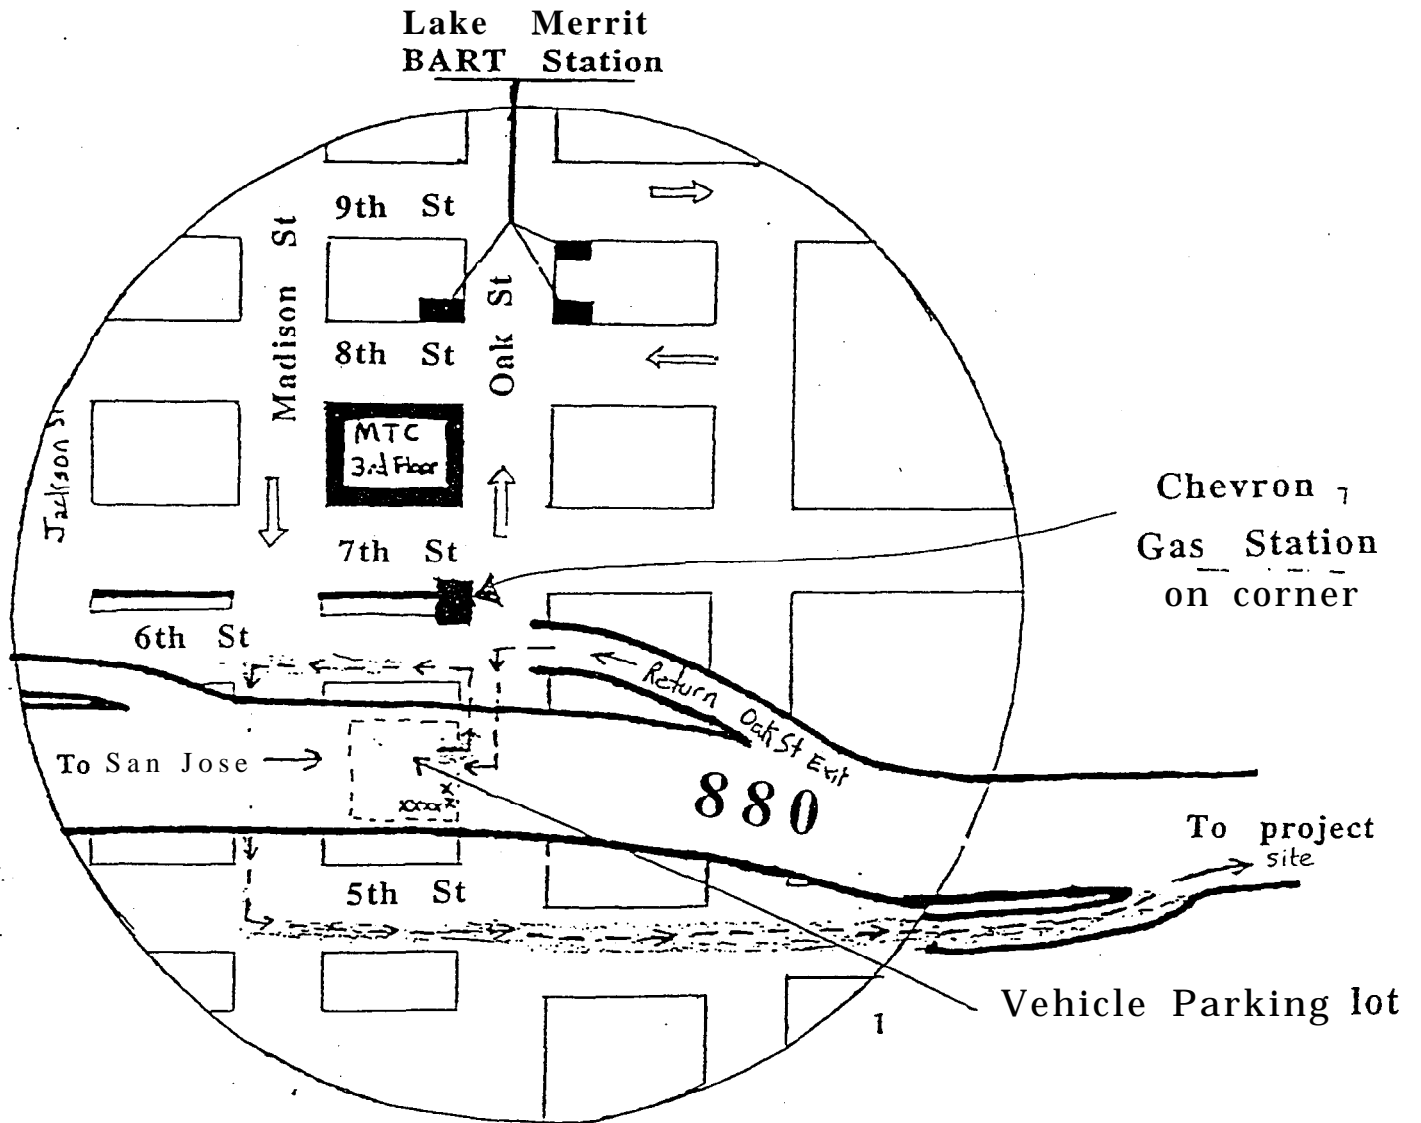 Lake Merrit
BART Station
9th St
Madison St
Oak St
8th St
Jackson St
MTC
3rd Floor
Chevron
7th St
Gas Station
on corner
6th St
Return Oak St Exit
To San Jose
880
xxxxx
To project
site
5th St
Vehicle Parking lot
1